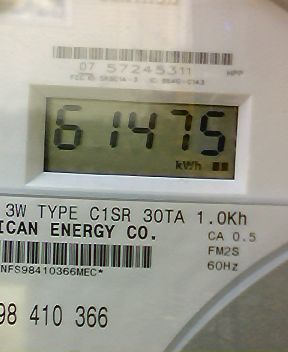 07 57245311 HPP
61475
kWh
3W TYPE C1SR 30TA 1.0Kh
ICAN ENERGY CO.
CA 0.5
FM2S
60Hz
NFS98410366MEC*
98 410 366